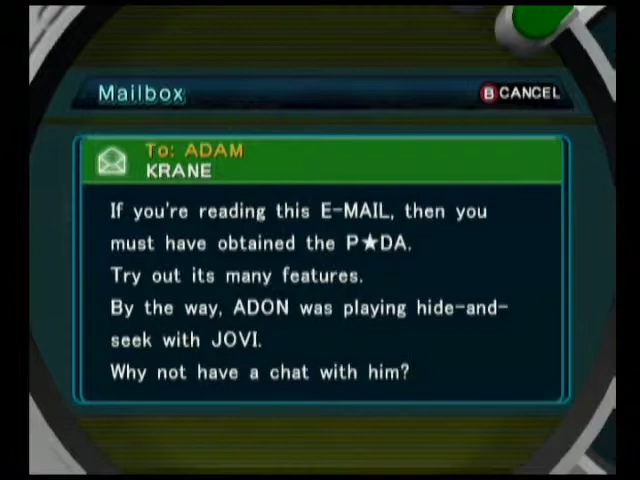 Mailbox
B CANCEL
To: ADAM
KRANE
If you're reading this E-MAIL, then you
must have obtained the P★DA.
Try out its many features.
By the way, ADON was playing hide-and-
seek with JOVI.
Why not have a chat with him?